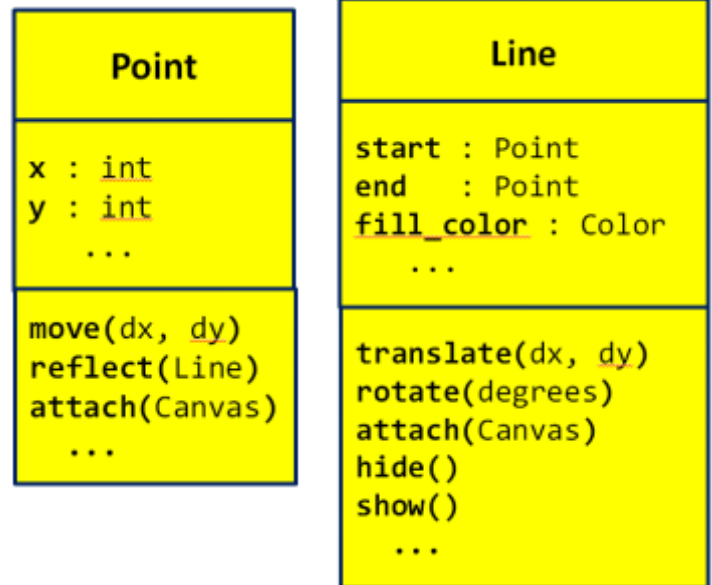 Point
x : int
y : int
...
move(dx, dy)
reflect(Line)
attach(Canvas)
...
Line
start : Point
end : Point
fill_color : Color
...
translate(dx, dy)
rotate(degrees)
attach(Canvas)
hide()
show()
...